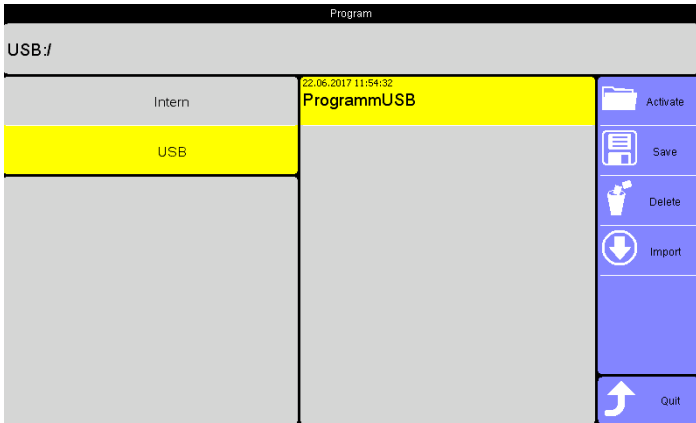 Program
USB:/
Intern
USB
22.06.2017 11:54:32
ProgrammUSB
Activate
Save
Delete
Import
Quit